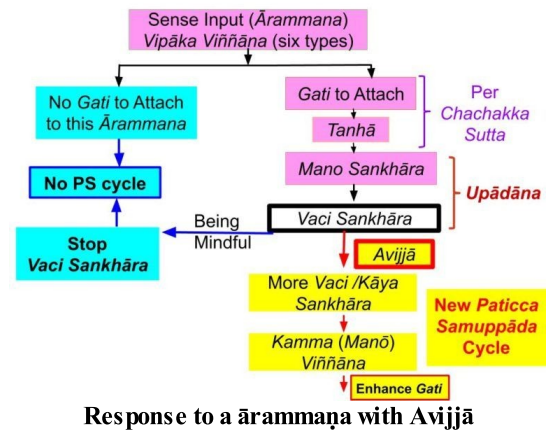 Sense Input (Ārammana)
Vipāka Viññāna (six types)
No Gati to Attach
to this Ārammana
Gati to Attach
Per
Chachakka
Sutta
Tanhā
No PS cycle
Mano Sankhāra
Upādāna
Vaci Sankhāra
Being
Mindful
Stop
Vaci Sankhāra
Avijjā
More Vaci /Kāya
Sankhāra
New Paticca
Samuppāda
Cycle
Kamma (Manō)
Viññāna
Enhance Gati
Response to a ārammaṇa with Avijjā